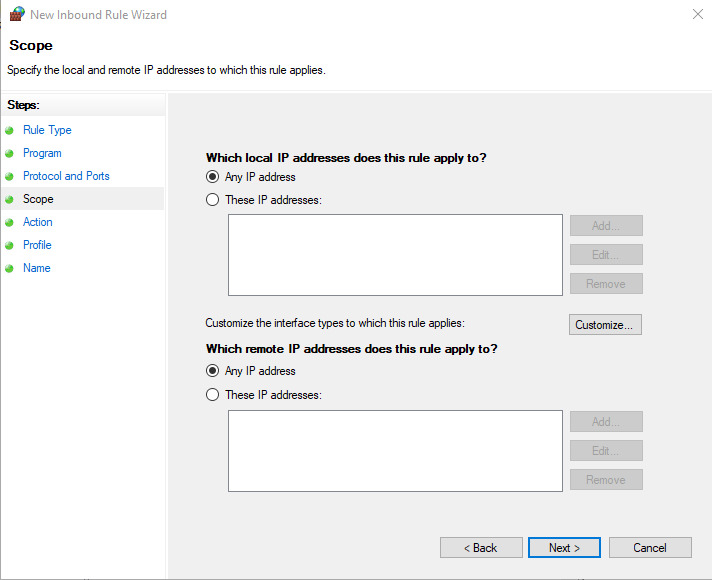 New Inbound Rule Wizard
Scope
Specify the local and remote IP addresses to which this rule applies.
Steps:
Rule Type
Program
Protocol and Ports
Scope
Action
Profile
Name
Which local IP addresses does this rule apply to?
Any IP address
These IP addresses:
Add...
Edit...
Remove
Customize the interface types to which this rule applies:
Customize...
Which remote IP addresses does this rule apply to?
Any IP address
These IP addresses:
Add...
Edit...
Remove
< Back
Next >
Cancel